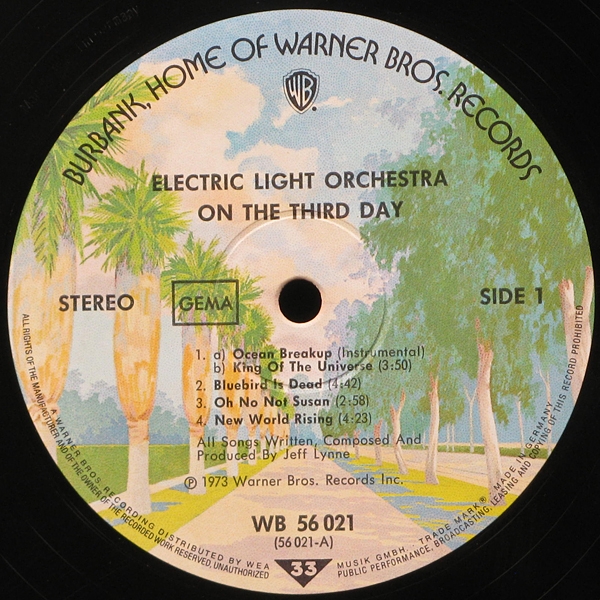 BURBANK, HOME OF WARNER BROS. RECORDS
WB
ELECTRIC LIGHT ORCHESTRA
ON THE THIRD DAY
STEREO
GEMA
SIDE 1
1. a) Ocean Breakup (Instrumental)
b) King Of The Universe (3:50)
2. Bluebird Is Dead (4:42)
3. Oh No Not Susan (2:58)
4. New World Rising (4:23)
All Songs Written, Composed And
Produced By Jeff Lynne
℗ 1973 Warner Bros. Records Inc.
WB 56 021
(56 021-A)
33
A WARNER BROS. RECORDING DISTRIBUTED BY WEA MUSIK GMBH. TRADE MARK® MADE IN GERMANY
ALL RIGHTS OF THE MANUFACTURER AND OF THE OWNER OF THE RECORDED WORK RESERVED, UNAUTHORIZED PUBLIC PERFORMANCE, BROADCASTING, LEASING AND COPYING OF THIS RECORD PROHIBITED